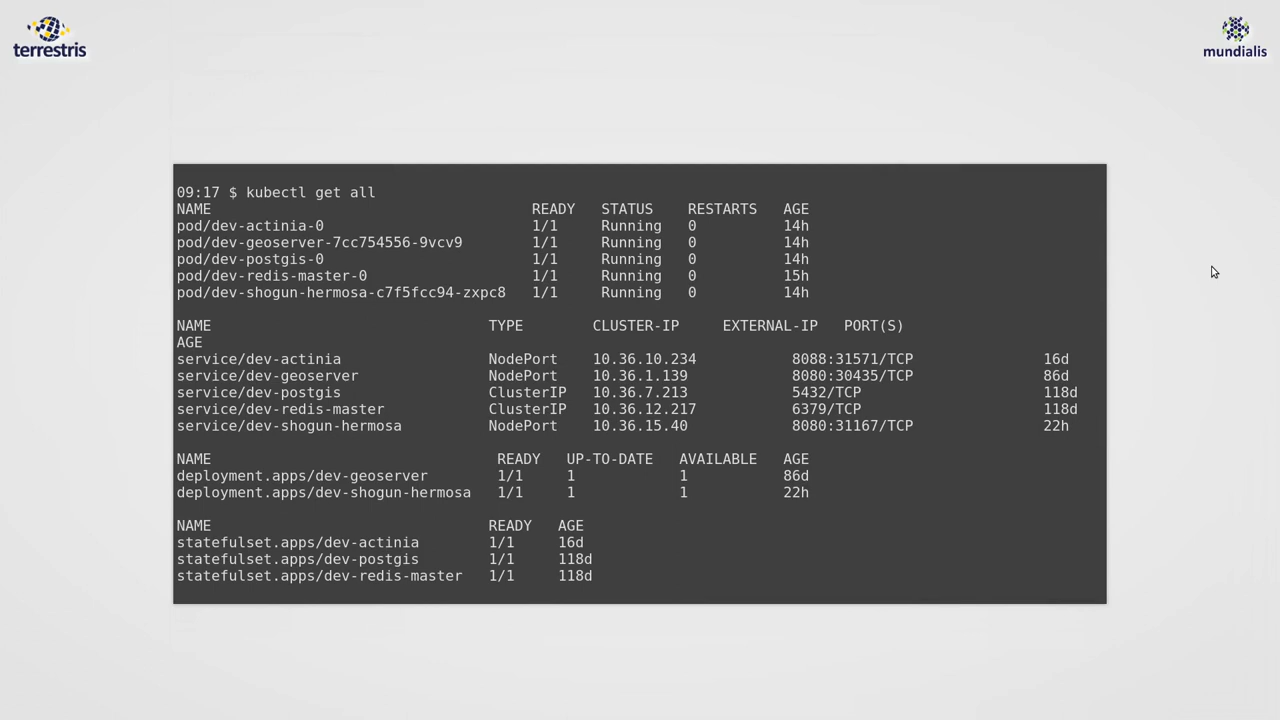 terrestris
mundialis
09:17 $ kubectl get all
NAME                                     READY   STATUS    RESTARTS   AGE
pod/dev-actinia-0                        1/1     Running   0          14h
pod/dev-geoserver-7cc754556-9vcv9        1/1     Running   0          14h
pod/dev-postgis-0                        1/1     Running   0          14h
pod/dev-redis-master-0                   1/1     Running   0          15h
pod/dev-shogun-hermosa-c7f5fcc94-zxpc8   1/1     Running   0          14h
NAME                                TYPE        CLUSTER-IP     EXTERNAL-IP   PORT(S)
AGE
service/dev-actinia                 NodePort    10.36.10.234           8088:31571/TCP               16d
service/dev-geoserver               NodePort    10.36.1.139            8080:30435/TCP               86d
service/dev-postgis                 ClusterIP   10.36.7.213            5432/TCP                     118d
service/dev-redis-master            ClusterIP   10.36.12.217           6379/TCP                     118d
service/dev-shogun-hermosa          NodePort    10.36.15.40            8080:31167/TCP               22h
NAME                                 READY   UP-TO-DATE   AVAILABLE   AGE
deployment.apps/dev-geoserver        1/1     1            1           86d
deployment.apps/dev-shogun-hermosa   1/1     1            1           22h
NAME                                READY   AGE
statefulset.apps/dev-actinia        1/1     16d
statefulset.apps/dev-postgis        1/1     118d
statefulset.apps/dev-redis-master   1/1     118d